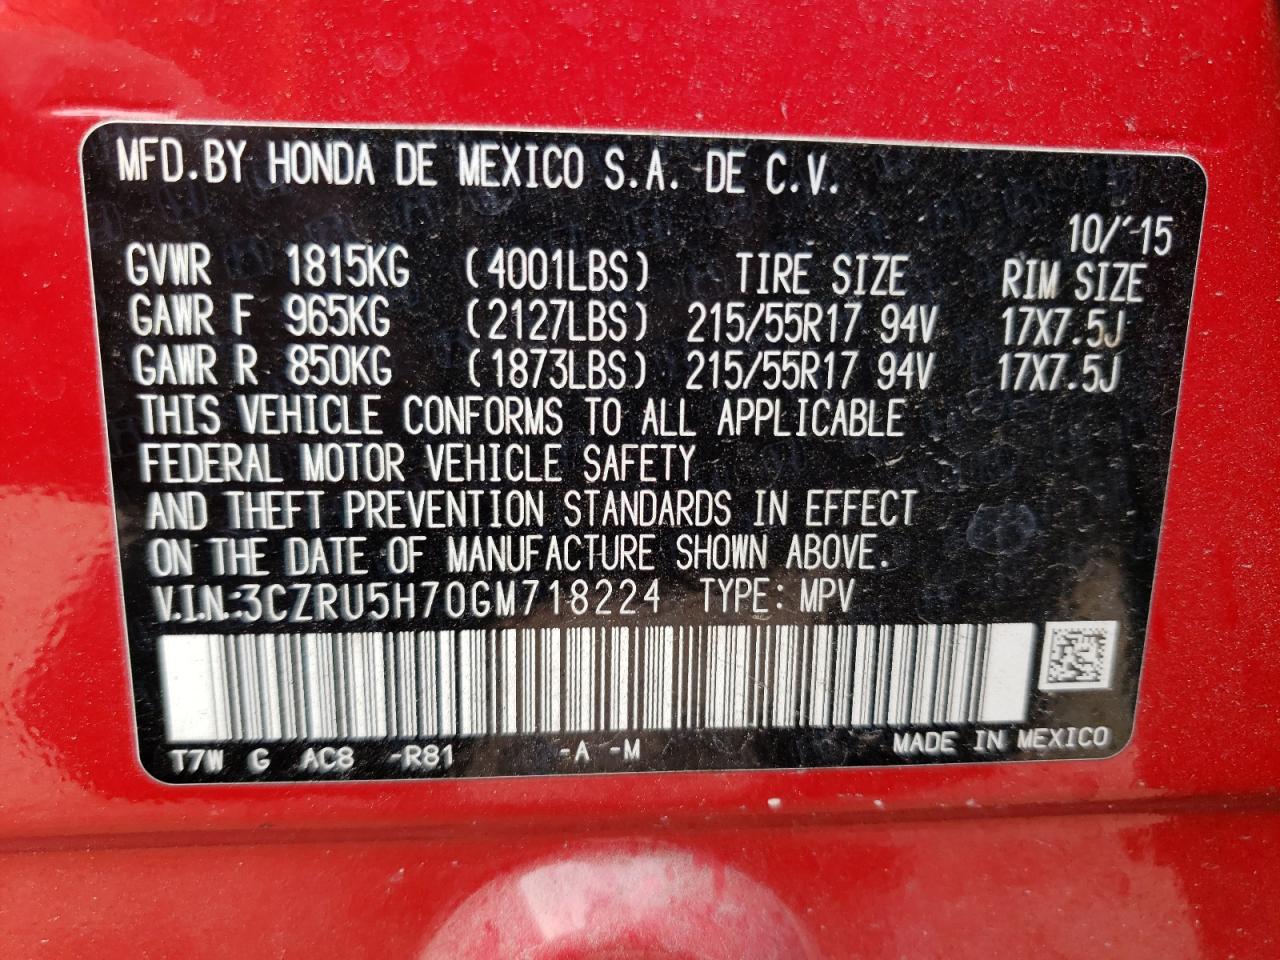 MFD.BY HONDA DE MEXICO S.A. DE C.V.
10/'15
GVWR 1815KG (4001LBS) TIRE SIZE RIM SIZE
GAWR F 965KG (2127LBS) 215/55R17 94V 17X7.5J
GAWR R 850KG (1873LBS) 215/55R17 94V 17X7.5J
THIS VEHICLE CONFORMS TO ALL APPLICABLE
FEDERAL MOTOR VEHICLE SAFETY
AND THEFT PREVENTION STANDARDS IN EFFECT
ON THE DATE OF MANUFACTURE SHOWN ABOVE.
V.I.N.:3CZRU5H70GM718224 TYPE: MPV
T7W G AC8 -R81 -A -M MADE IN MEXICO